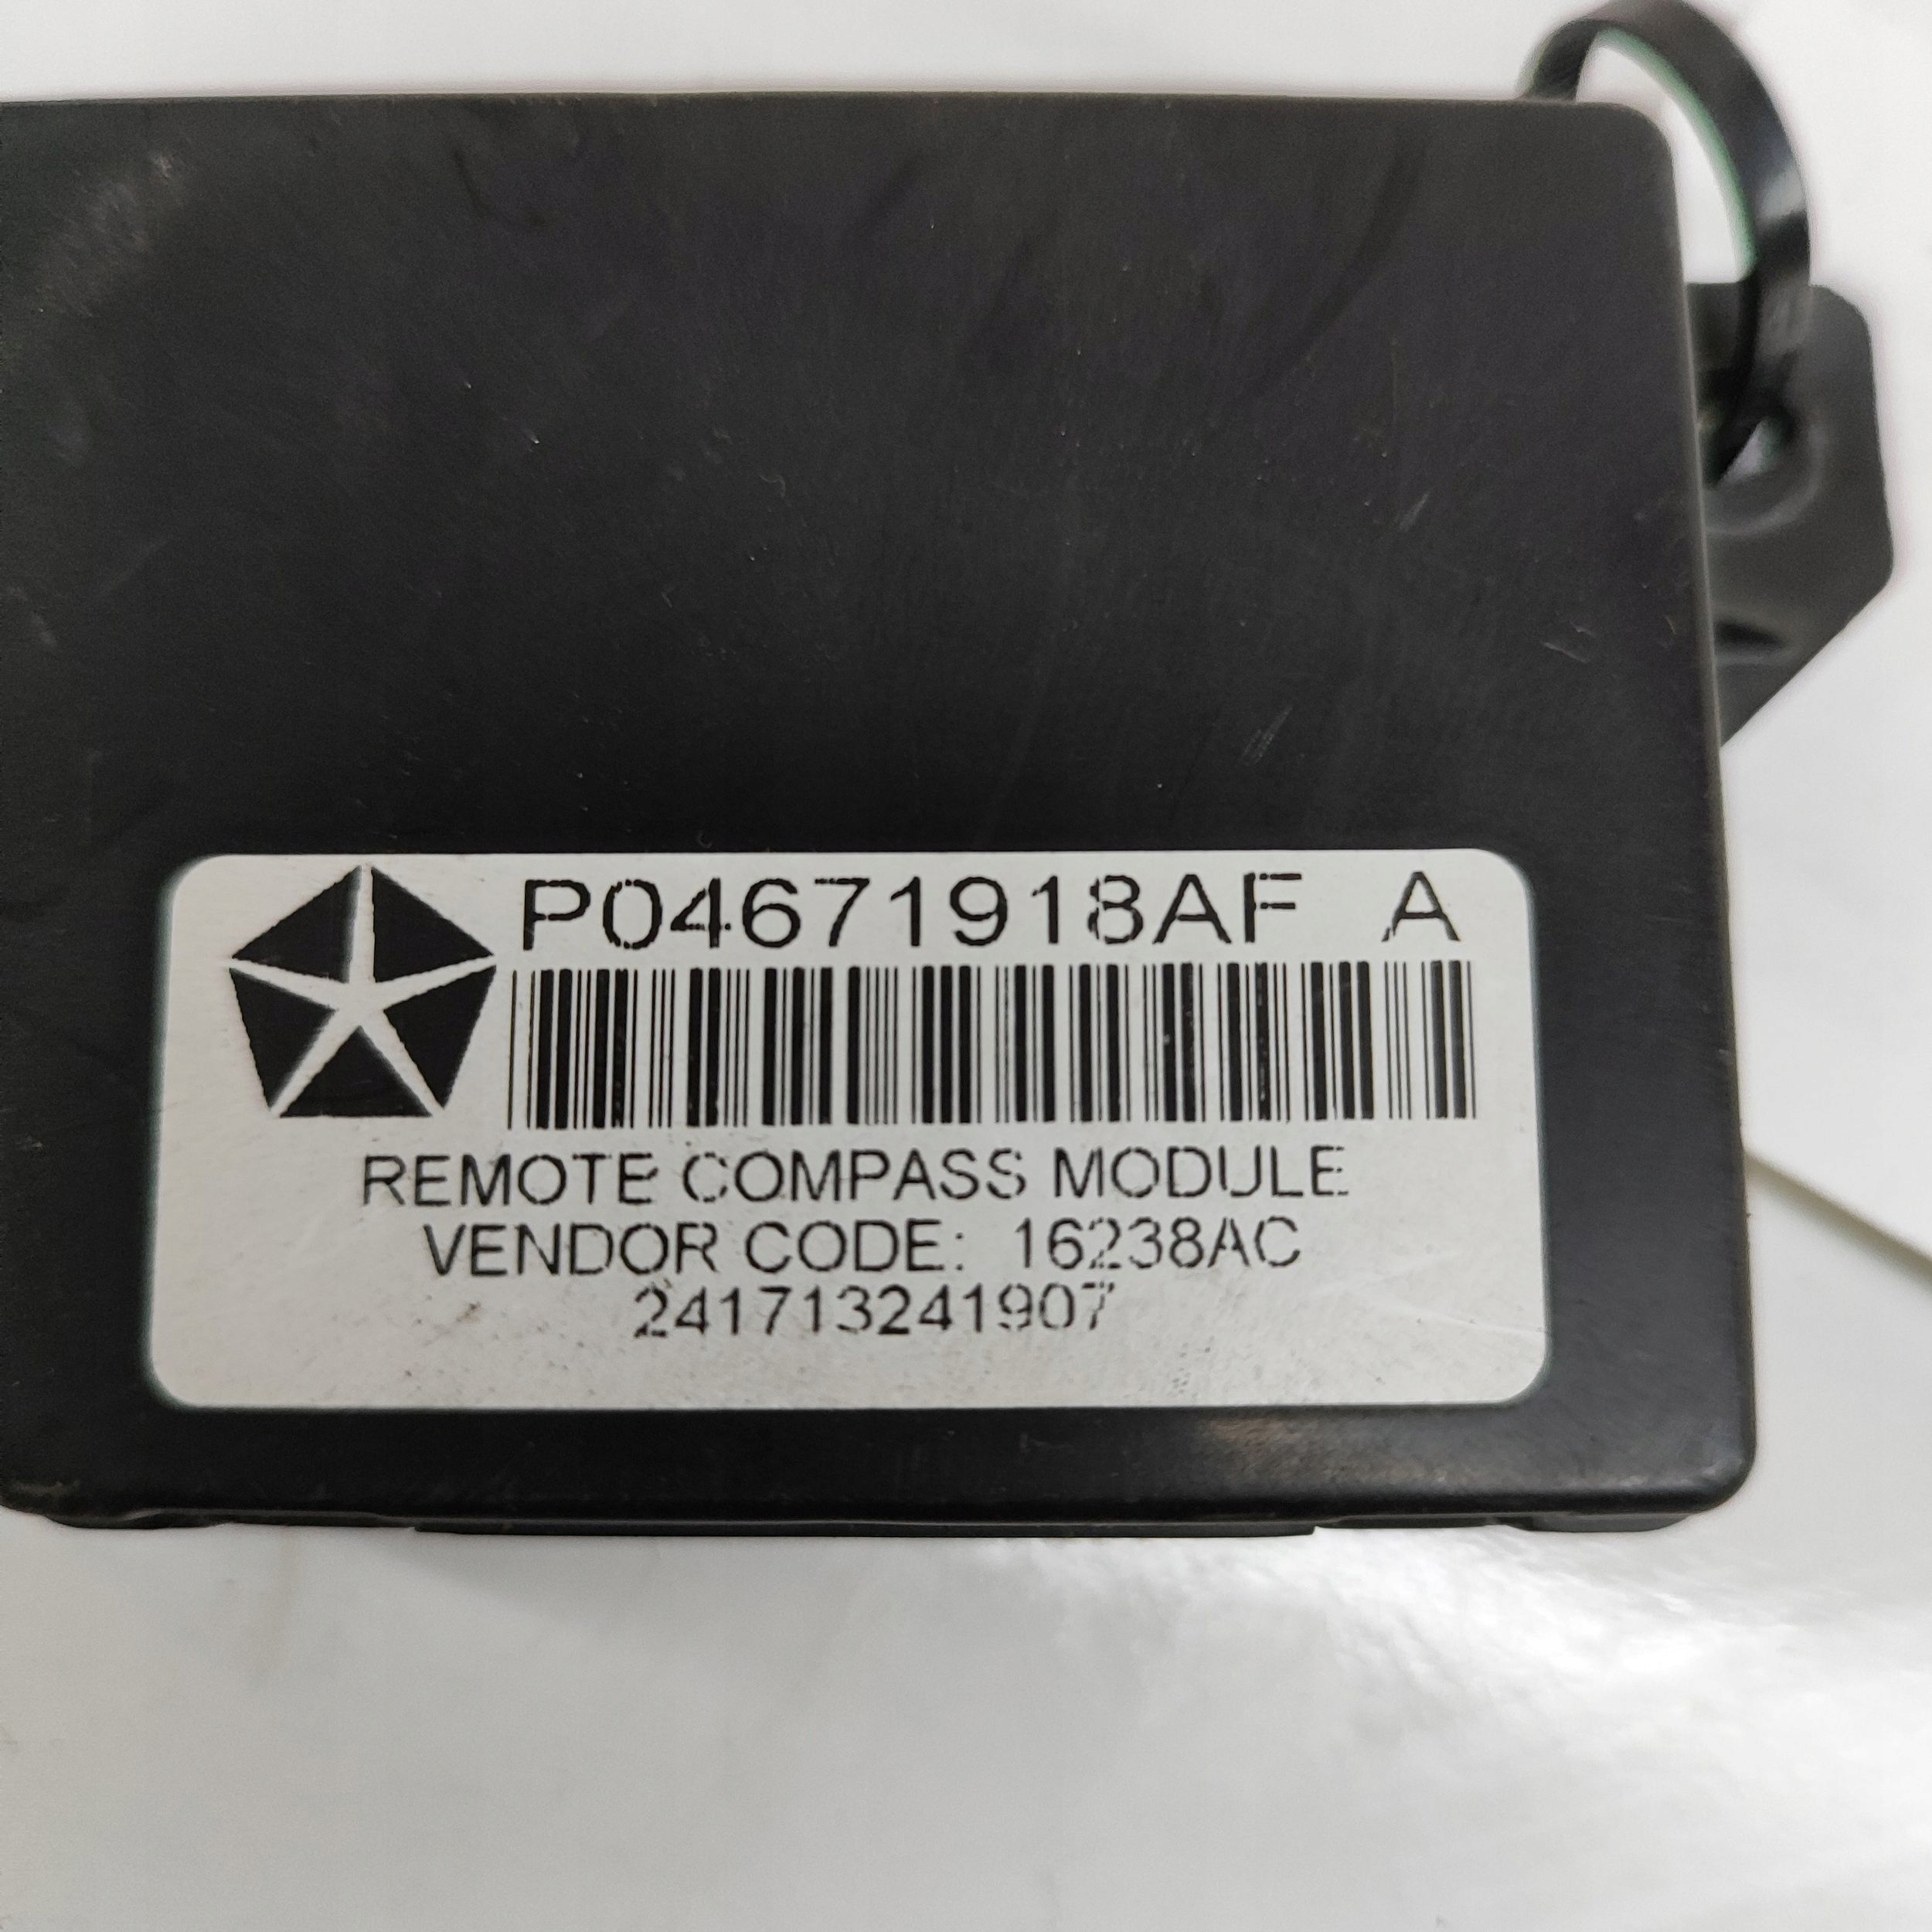 P04671918AF A
REMOTE COMPASS MODULE
VENDOR CODE: 16238AC
241713241907